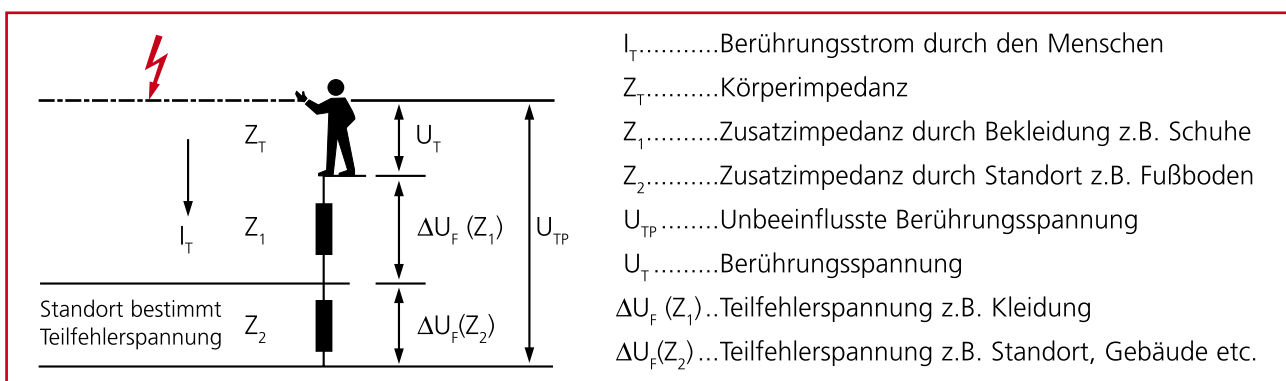 Z_T
U_T
I_T
Z_1
ΔU_F (Z_1)
U_TP
Standort bestimmt
Teilfehlerspannung
Z_2
ΔU_F(Z_2)
I_T...........Berührungsstrom durch den Menschen
Z_T..........Körperimpedanz
Z_1..........Zusatzimpedanz durch Bekleidung z.B. Schuhe
Z_2..........Zusatzimpedanz durch Standort z.B. Fußboden
U_TP........Unbeeinflusste Berührungsspannung
U_T.........Berührungsspannung
ΔU_F (Z_1)..Teilfehlerspannung z.B. Kleidung
ΔU_F(Z_2)...Teilfehlerspannung z.B. Standort, Gebäude etc.